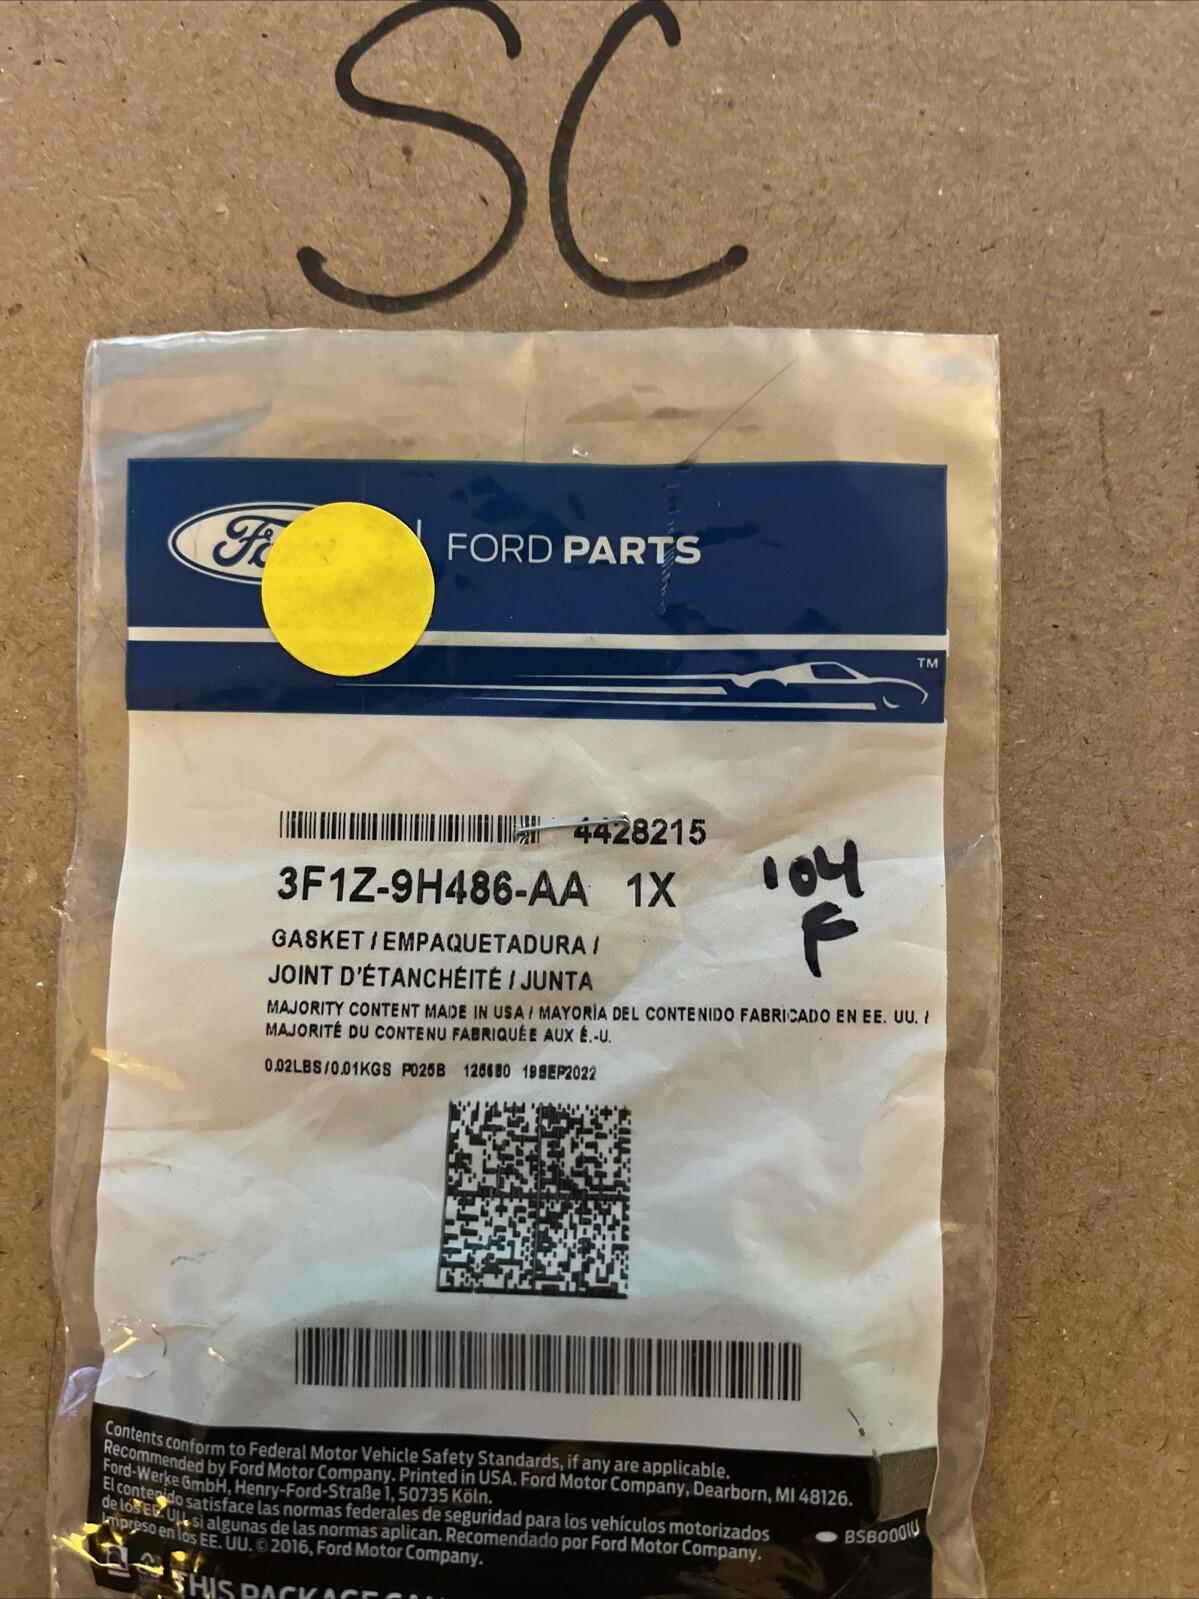 SC
FORD PARTS
TM
4428215
3F1Z-9H486-AA 1X
104
F
GASKET / EMPAQUETADURA /
JOINT D'ÉTANCHÉITÉ / JUNTA
MAJORITY CONTENT MADE IN USA / MAYORÍA DEL CONTENIDO FABRICADO EN EE. UU. /
MAJORITÉ DU CONTENU FABRIQUÉE AUX É.-U.
0.02LBS/0.01KGS P025B 19SEP2022
Contents conform to Federal Motor Vehicle Safety Standards, if any are applicable.
Recommended by Ford Motor Company. Printed in USA. Ford Motor Company, Dearborn, MI 48126.
Ford-Werke GmbH, Henry-Ford-Straße 1, 50735 Köln.
El contenido satisface las normas federales de seguridad para los vehículos motorizados
de los EE. UU. si algunas de las normas aplican. Recomendado por Ford Motor Company.
Impreso en los EE. UU. © 2016, Ford Motor Company.
BSB0001U
THIS PACKAGE